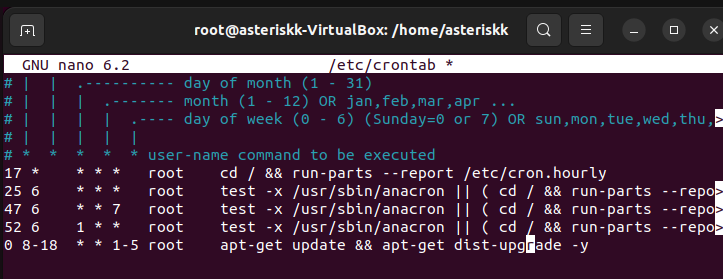 root@asteriskk-VirtualBox: /home/asteriskk
GNU nano 6.2 /etc/crontab *
# | | .---------- day of month (1 - 31)
# | | | .------- month (1 - 12) OR jan,feb,mar,apr ...
# | | | | .---- day of week (0 - 6) (Sunday=0 or 7) OR sun,mon,tue,wed,thu,>
# | | | | |
# * * * * * user-name command to be executed
17 * * * * root cd / && run-parts --report /etc/cron.hourly
25 6 * * * root test -x /usr/sbin/anacron || ( cd / && run-parts --repo>
47 6 * * 7 root test -x /usr/sbin/anacron || ( cd / && run-parts --repo>
52 6 1 * * root test -x /usr/sbin/anacron || ( cd / && run-parts --repo>
0 8-18 * * 1-5 root apt-get update && apt-get dist-upgrade -y